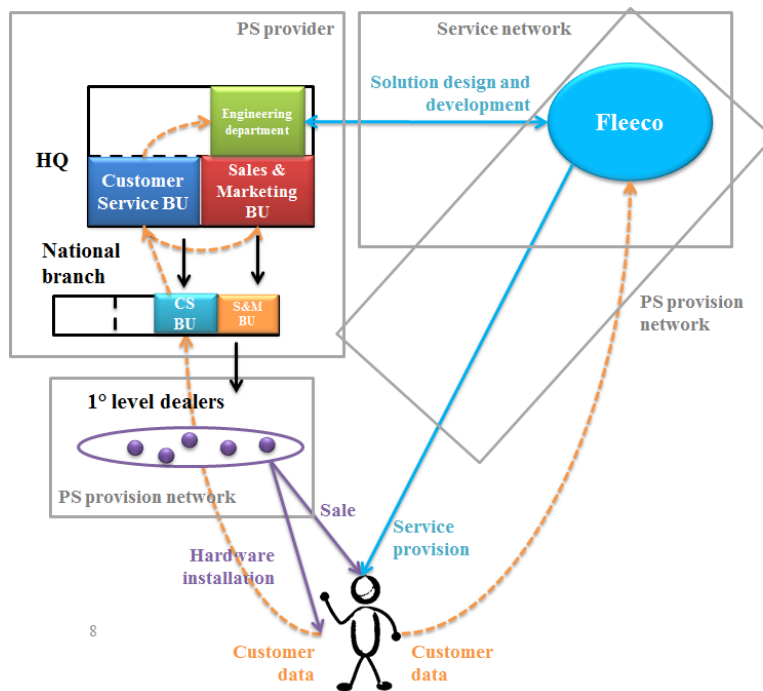 PS provider
Service network
Solution design and
development
Engineering
department
Fleeco
HQ
Customer
Service BU
Sales &
Marketing
BU
National
branch
CS
BU
S&M
BU
PS provision
network
1° level dealers
PS provision network
Sale
Service
provision
Hardware
installation
8
Customer
data
Customer
data